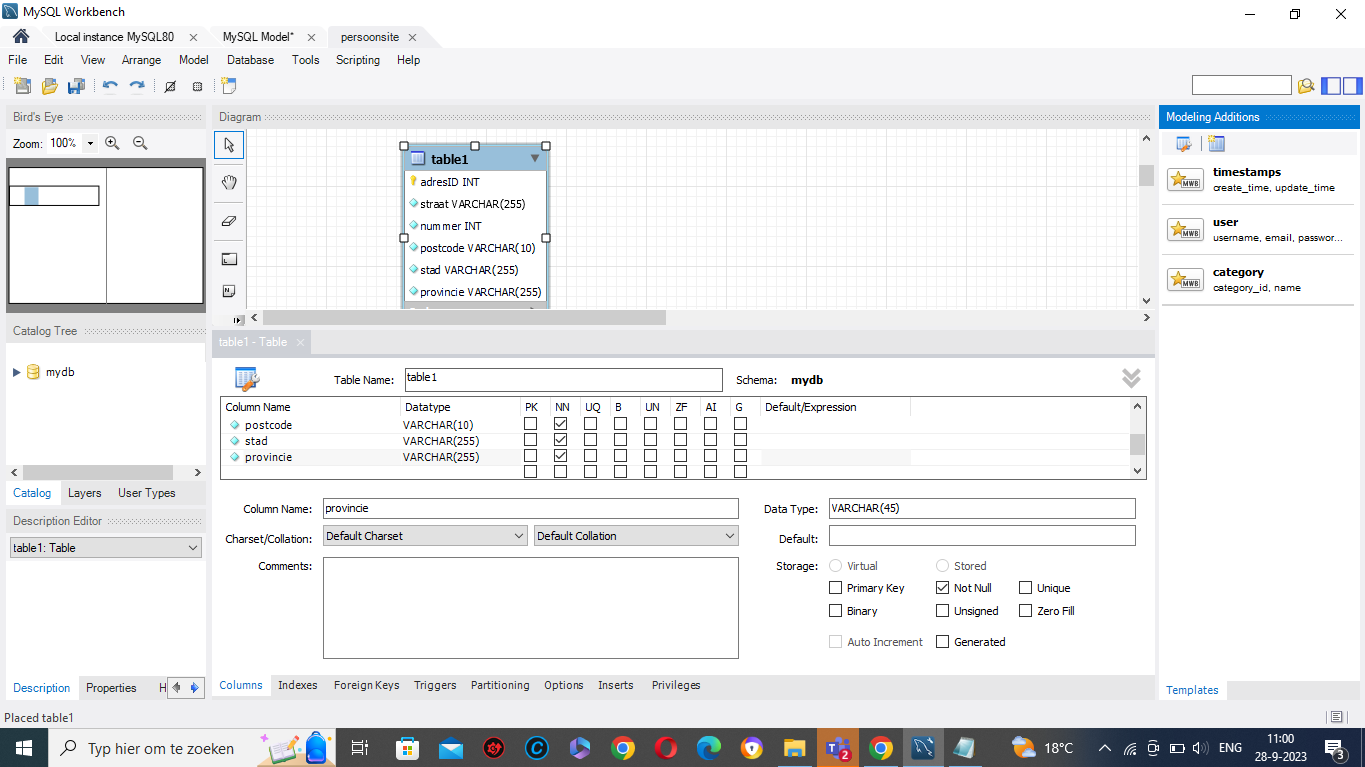 MySQL Workbench
Local instance MySQL80
MySQL Model*
persoonsite
File Edit View Arrange Model Database Tools Scripting Help
Bird's Eye
Zoom: 100%
Diagram
table1
adresID INT
straat VARCHAR(255)
nummer INT
postcode VARCHAR(10)
stad VARCHAR(255)
provincie VARCHAR(255)
Modeling Additions
timestamps
create_time, update_time
user
username, email, passwor...
category
category_id, name
Templates
Catalog Tree
mydb
Catalog Layers User Types
Description Editor
table1: Table
Description Properties H
table1 - Table
Table Name: table1 Schema: mydb
Column Name Datatype PK NN UQ B UN ZF AI G Default/Expression
postcode VARCHAR(10)
stad VARCHAR(255)
provincie VARCHAR(255)
Column Name: provincie Data Type: VARCHAR(45)
Charset/Collation: Default Charset Default Collation Default:
Comments: Storage: Virtual Stored
Primary Key Not Null Unique
Binary Unsigned Zero Fill
Auto Increment Generated
Columns Indexes Foreign Keys Triggers Partitioning Options Inserts Privileges
Placed table1
Typ hier om te zoeken
2
18°C
ENG
11:00
28-9-2023
3